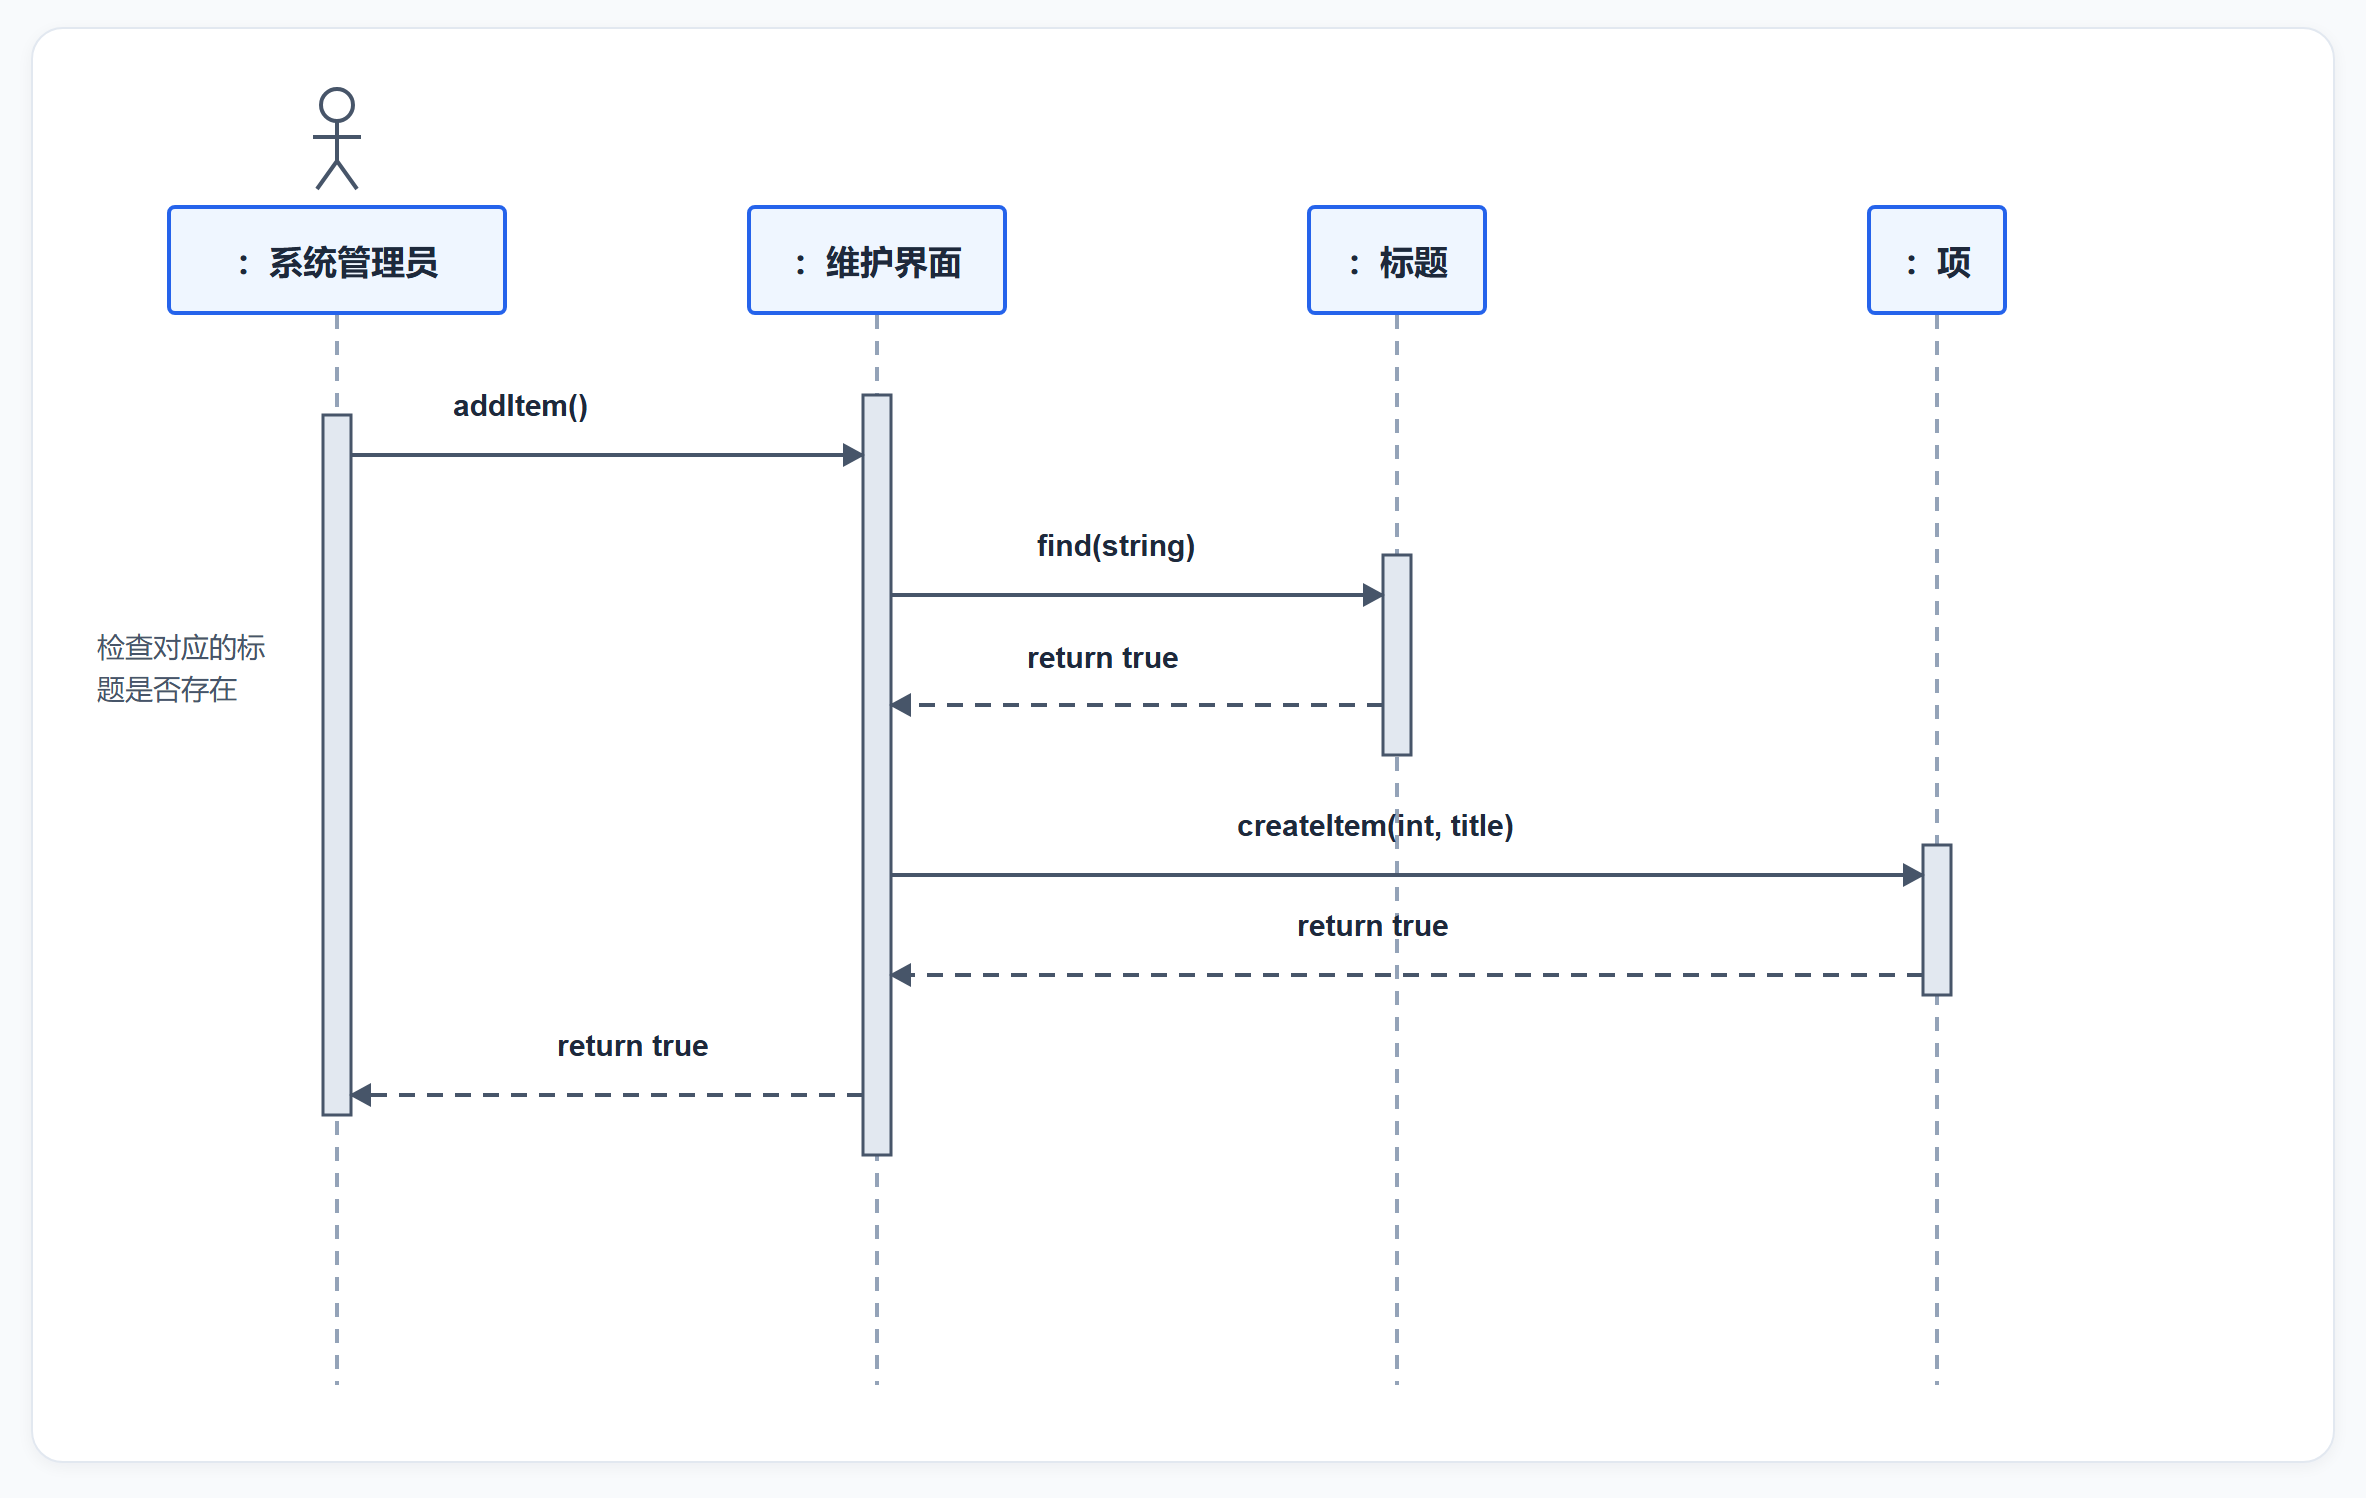 ： 系统管理员
： 维护界面
： 标题
： 项
addItem()
find(string)
检查对应的标
题是否存在
return true
createItem(int, title)
return true
return true